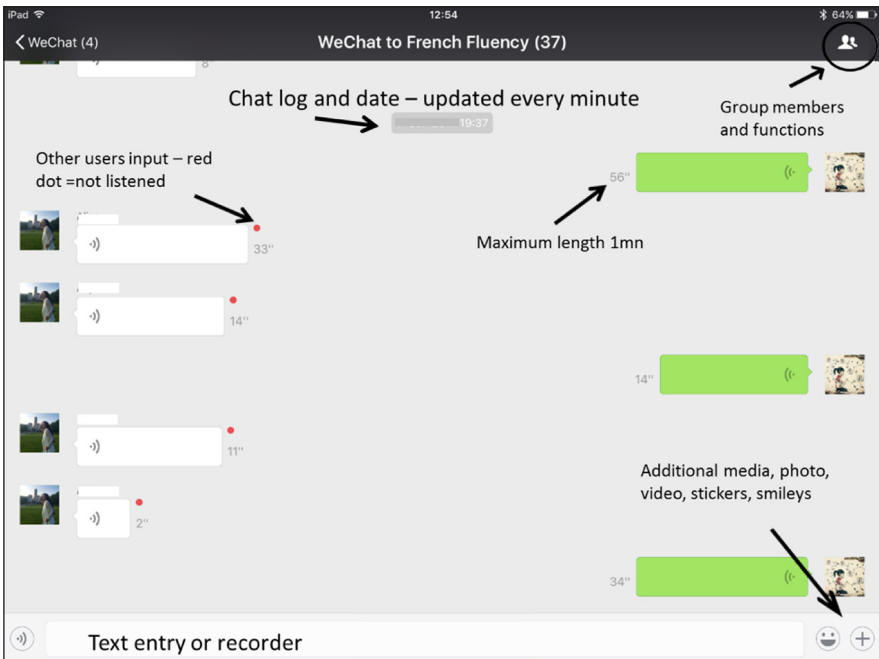 iPad 12:54 64%
WeChat (4) WeChat to French Fluency (37)
8"
Chat log and date – updated every minute
19:37
Group members
and functions
Other users input – red
dot =not listened
56"
33"
Maximum length 1mn
14"
14"
11"
Additional media, photo,
video, stickers, smileys
2"
34"
Text entry or recorder